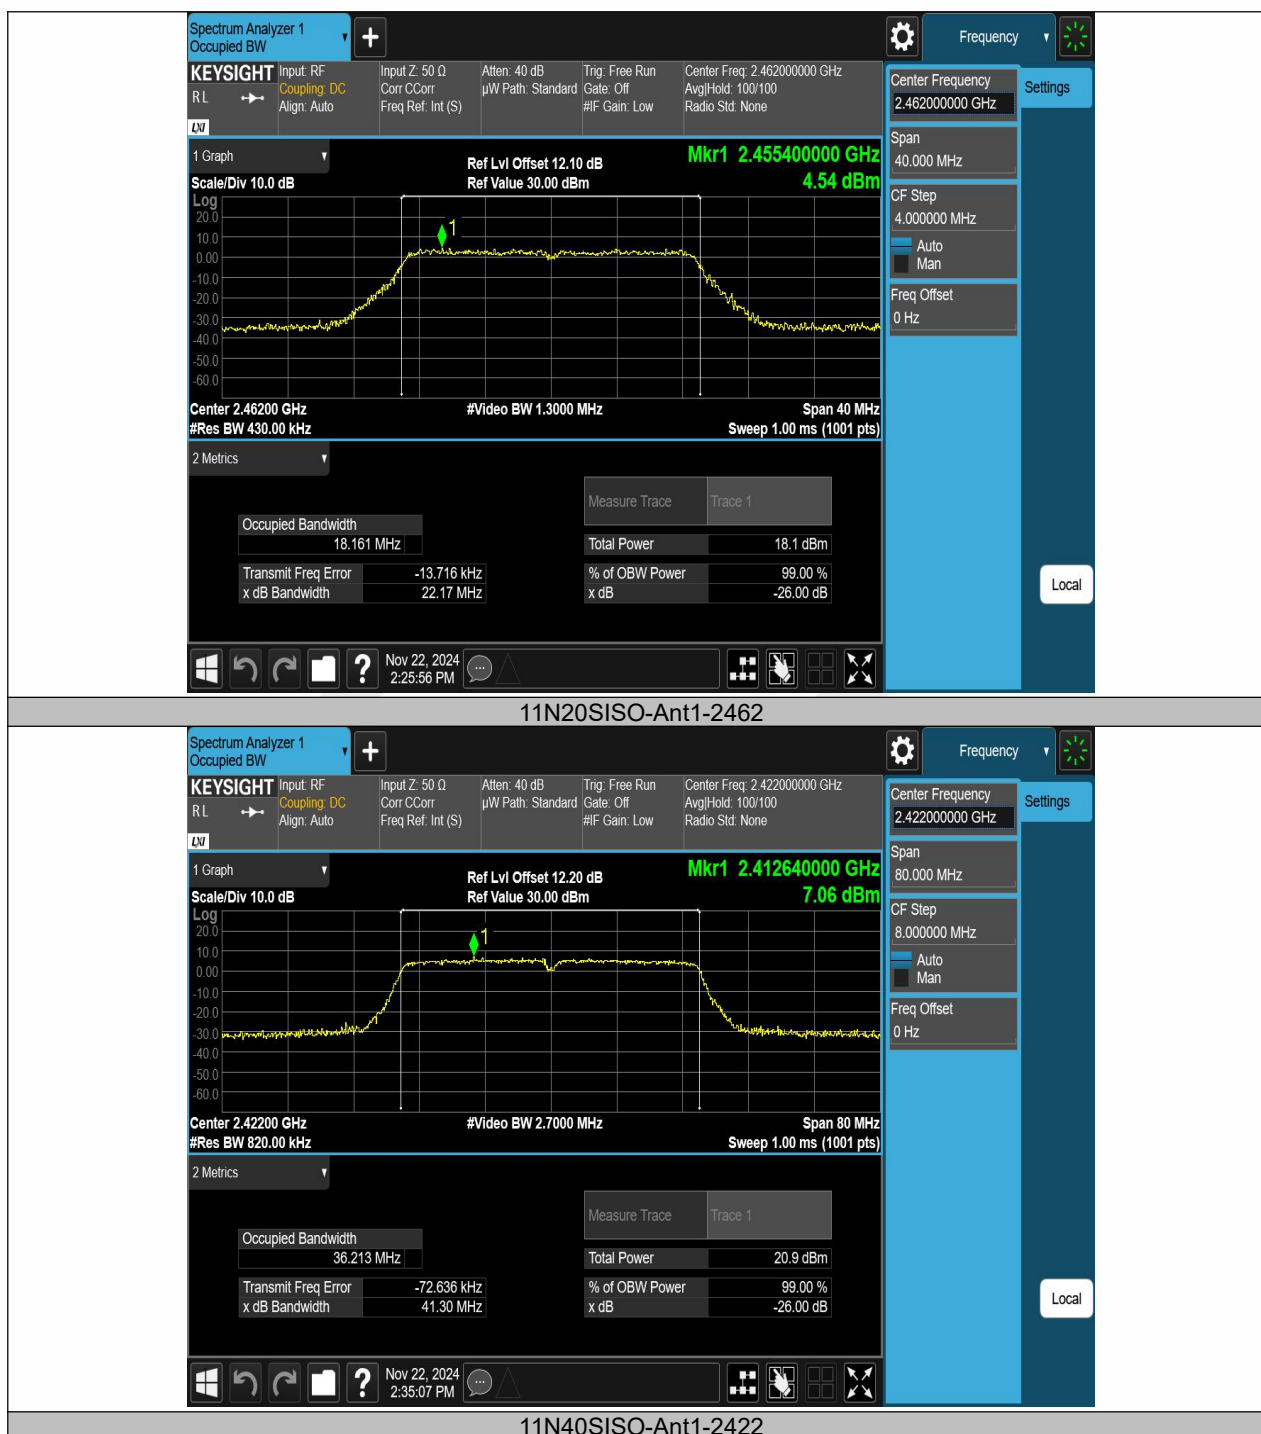 Spectrum Analyzer 1
Occupied BW
+
Frequency
KEYSIGHT
R L
LXI
Input: RF
Coupling: DC
Align: Auto
Input Z: 50 Ω
Corr CCorr
Freq Ref: Int (S)
Atten: 40 dB
µW Path: Standard
Trig: Free Run
Gate: Off
#IF Gain: Low
Center Freq: 2.462000000 GHz
Avg|Hold: 100/100
Radio Std: None
Center Frequency
2.462000000 GHz
Settings
Span
40.000 MHz
CF Step
4.000000 MHz
Auto
Man
Freq Offset
0 Hz
Local
1 Graph
Scale/Div 10.0 dB
Ref Lvl Offset 12.10 dB
Ref Value 30.00 dBm
Mkr1 2.455400000 GHz
4.54 dBm
Log
20.0
10.0
0.00
-10.0
-20.0
-30.0
-40.0
-50.0
-60.0
1
Center 2.46200 GHz
#Res BW 430.00 kHz
#Video BW 1.3000 MHz
Span 40 MHz
Sweep 1.00 ms (1001 pts)
2 Metrics
Measure Trace Trace 1
Occupied Bandwidth
18.161 MHz
Total Power 18.1 dBm
Transmit Freq Error -13.716 kHz
% of OBW Power 99.00 %
x dB Bandwidth 22.17 MHz
x dB -26.00 dB
?
Nov 22, 2024
2:25:56 PM
11N20SISO-Ant1-2462
Spectrum Analyzer 1
Occupied BW
+
Frequency
KEYSIGHT
R L
LXI
Input: RF
Coupling: DC
Align: Auto
Input Z: 50 Ω
Corr CCorr
Freq Ref: Int (S)
Atten: 40 dB
µW Path: Standard
Trig: Free Run
Gate: Off
#IF Gain: Low
Center Freq: 2.422000000 GHz
Avg|Hold: 100/100
Radio Std: None
Center Frequency
2.422000000 GHz
Settings
Span
80.000 MHz
CF Step
8.000000 MHz
Auto
Man
Freq Offset
0 Hz
Local
1 Graph
Scale/Div 10.0 dB
Ref Lvl Offset 12.20 dB
Ref Value 30.00 dBm
Mkr1 2.412640000 GHz
7.06 dBm
Log
20.0
10.0
0.00
-10.0
-20.0
-30.0
-40.0
-50.0
-60.0
1
Center 2.42200 GHz
#Res BW 820.00 kHz
#Video BW 2.7000 MHz
Span 80 MHz
Sweep 1.00 ms (1001 pts)
2 Metrics
Measure Trace Trace 1
Occupied Bandwidth
36.213 MHz
Total Power 20.9 dBm
Transmit Freq Error -72.636 kHz
% of OBW Power 99.00 %
x dB Bandwidth 41.30 MHz
x dB -26.00 dB
?
Nov 22, 2024
2:35:07 PM
11N40SISO-Ant1-2422